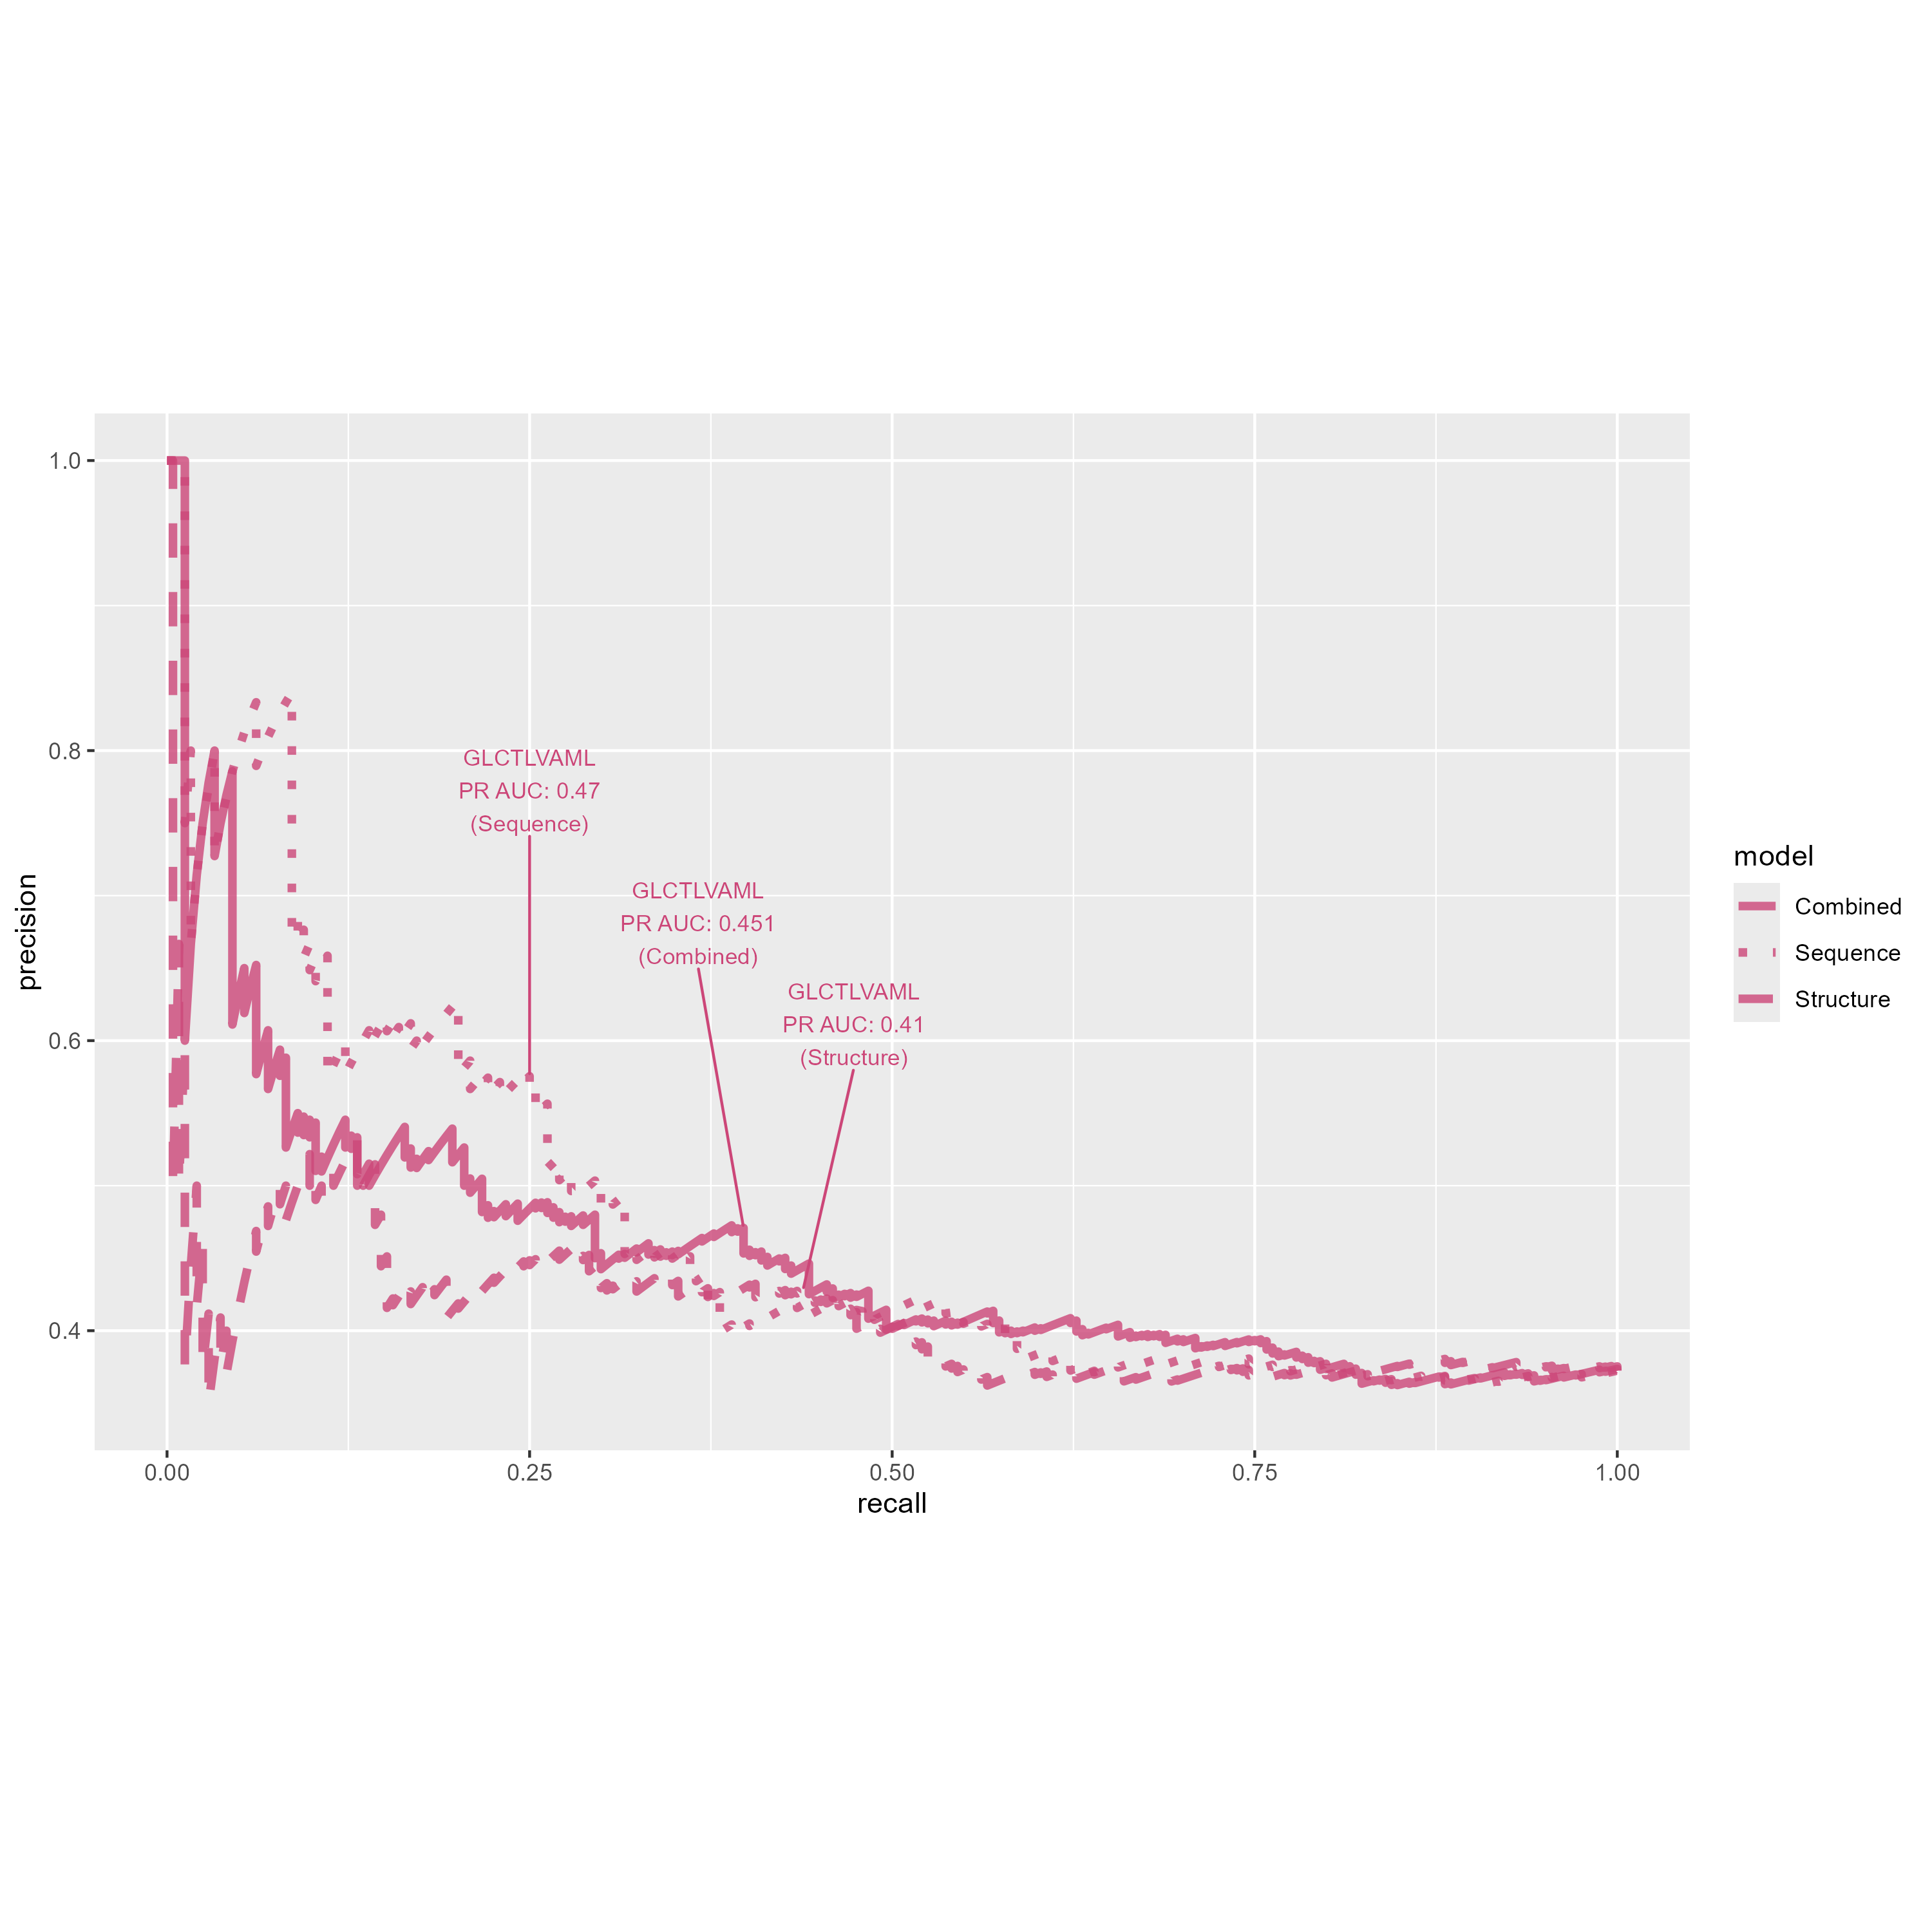 1.0
0.8
0.6
0.4
precision
GLCTLVAML
PR AUC: 0.47
(Sequence)
GLCTLVAML
PR AUC: 0.451
(Combined)
GLCTLVAML
PR AUC: 0.41
(Structure)
0.00
0.25
0.50
0.75
1.00
recall
model
Combined
Sequence
Structure